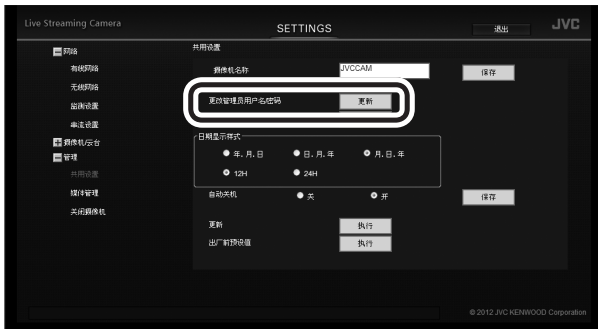 Live Streaming Camera
SETTINGS
退出
JVC
网络
有线网路
无线网路
监测设置
串流设置
摄像机/云台
管理
共用设置
媒体管理
关闭摄像机
共用设置
摄像机名称
JVCCAM
保存
更改管理员用户名/密码
更新
日期显示样式
年.月.日
日.月.年
月.日.年
12H
24H
自动关机
关
开
保存
更新
执行
出厂前预设值
执行
© 2012 JVC KENWOOD Corporation